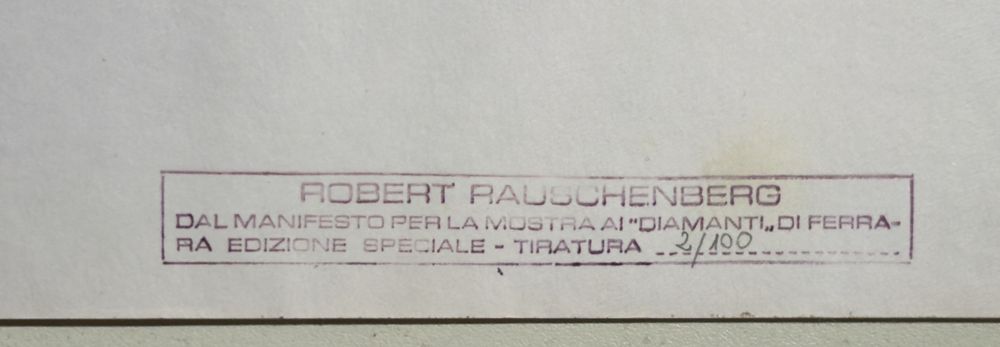 ROBERT RAUSCHENBERG
DAL MANIFESTO PER LA MOSTRA AI "DIAMANTI„ DI FERRA-
RA EDIZIONE SPECIALE - TIRATURA 2/100